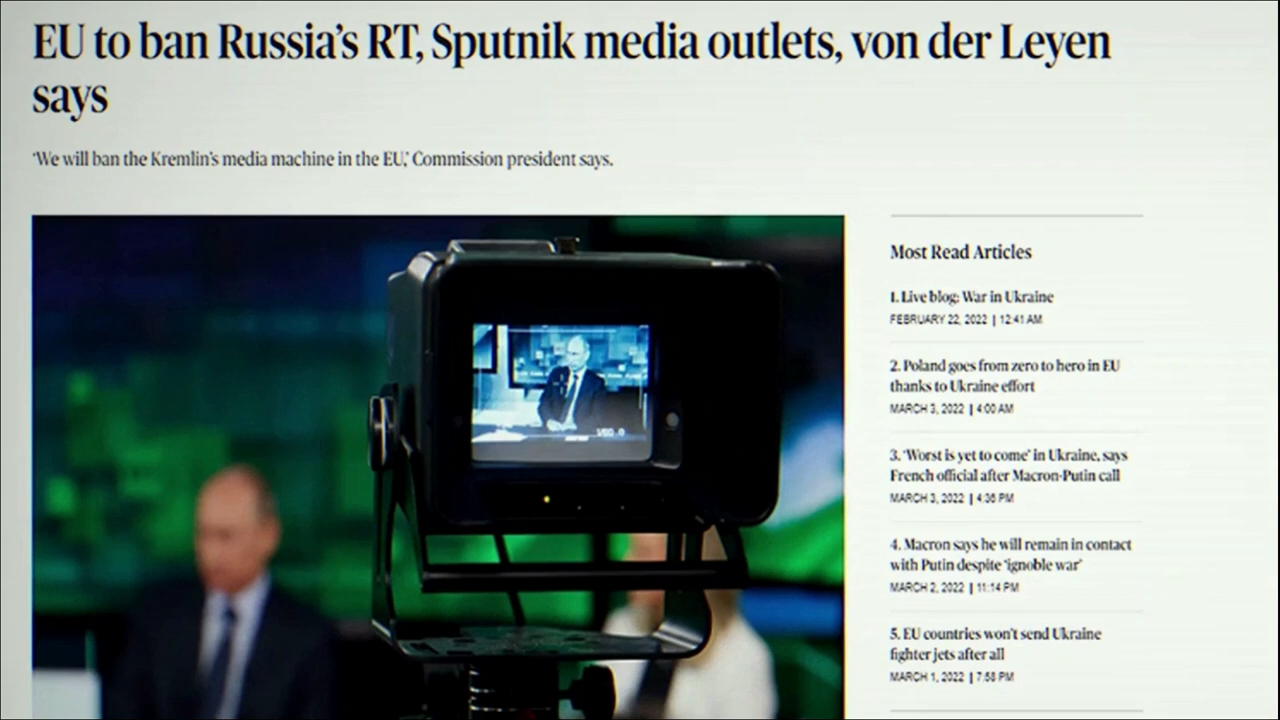 EU to ban Russia's RT, Sputnik media outlets, von der Leyen
says
'We will ban the Kremlin's media machine in the EU,' Commission president says.
Most Read Articles
1. Live blog: War in Ukraine
FEBRUARY 22, 2022 | 12:41 AM
2. Poland goes from zero to hero in EU
thanks to Ukraine effort
MARCH 3, 2022 | 4:00 AM
3. 'Worst is yet to come' in Ukraine, says
French official after Macron-Putin call
MARCH 3, 2022 | 4:36 PM
4. Macron says he will remain in contact
with Putin despite 'ignoble war'
MARCH 2, 2022 | 11:14 PM
5. EU countries won't send Ukraine
fighter jets after all
MARCH 1, 2022 | 7:58 PM